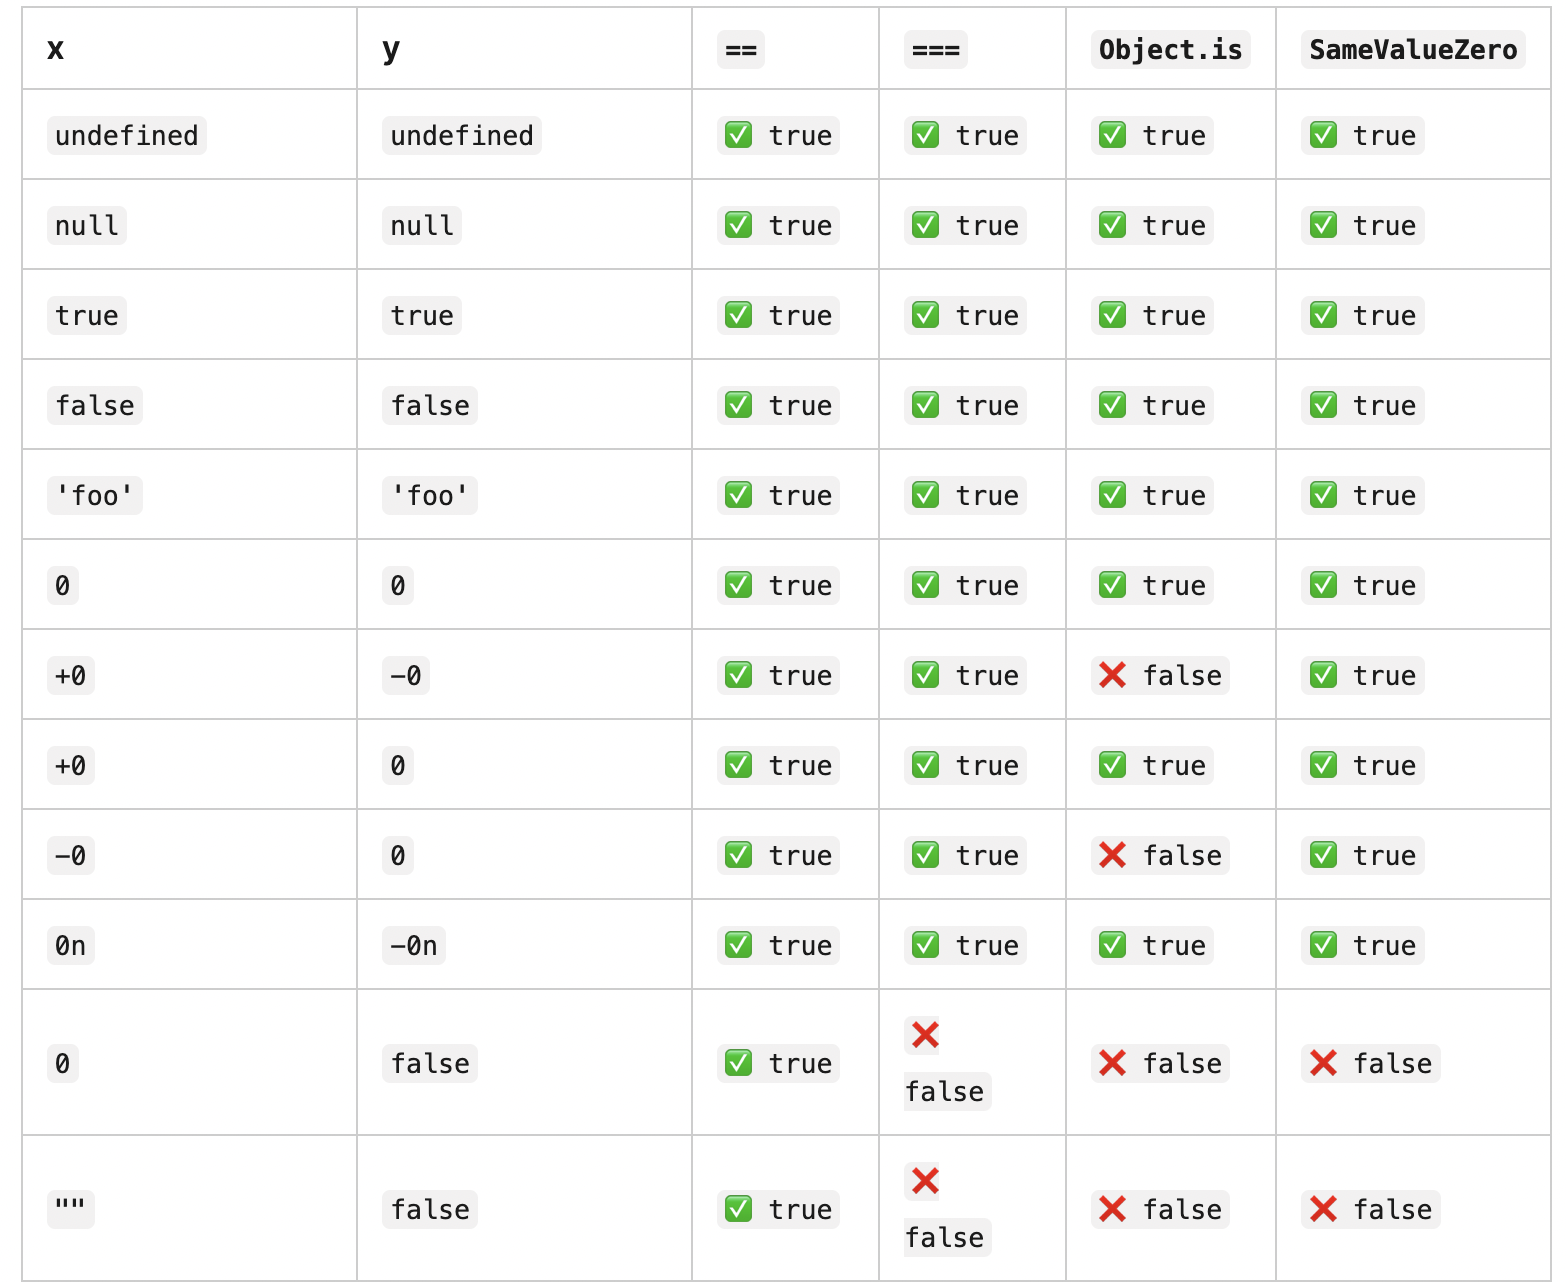 x y == === Object.is SameValueZero
undefined undefined ✅ true ✅ true ✅ true ✅ true
null null ✅ true ✅ true ✅ true ✅ true
true true ✅ true ✅ true ✅ true ✅ true
false false ✅ true ✅ true ✅ true ✅ true
'foo' 'foo' ✅ true ✅ true ✅ true ✅ true
0 0 ✅ true ✅ true ✅ true ✅ true
+0 −0 ✅ true ✅ true ❌ false ✅ true
+0 0 ✅ true ✅ true ✅ true ✅ true
−0 0 ✅ true ✅ true ❌ false ✅ true
0n −0n ✅ true ✅ true ✅ true ✅ true
0 false ✅ true ❌ false ❌ false ❌ false
"" false ✅ true ❌ false ❌ false ❌ false